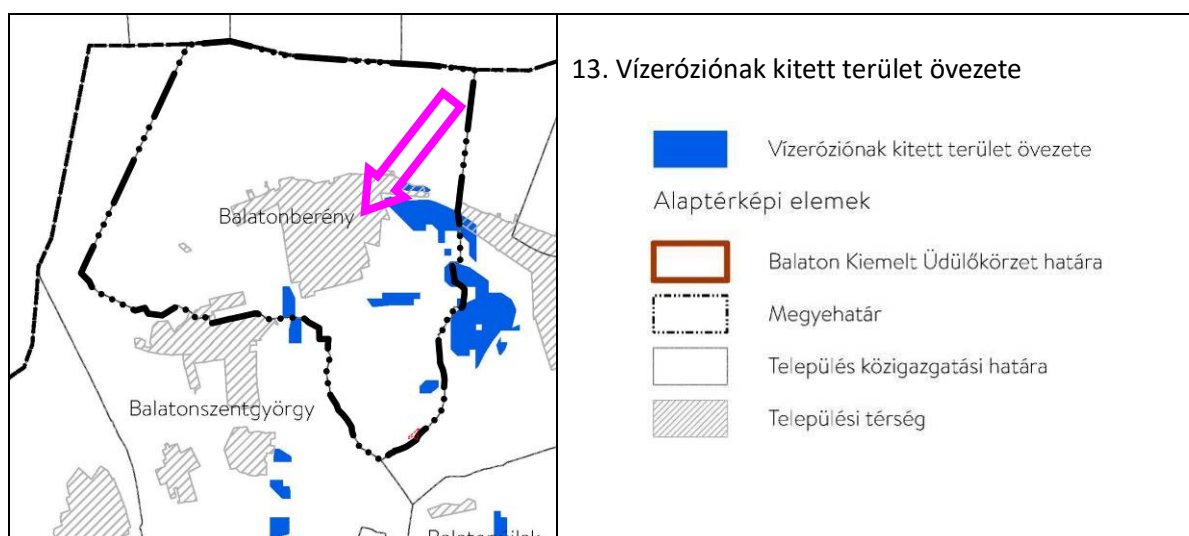 Balatonberény
Balatonszentgyörgy
13. Vízeróziónak kitett terület övezete
Vízeróziónak kitett terület övezete
Alaptérképi elemek
Balaton Kiemelt Üdülőkörzet határa
Megyehatár
Település közigazgatási határa
Települési térség